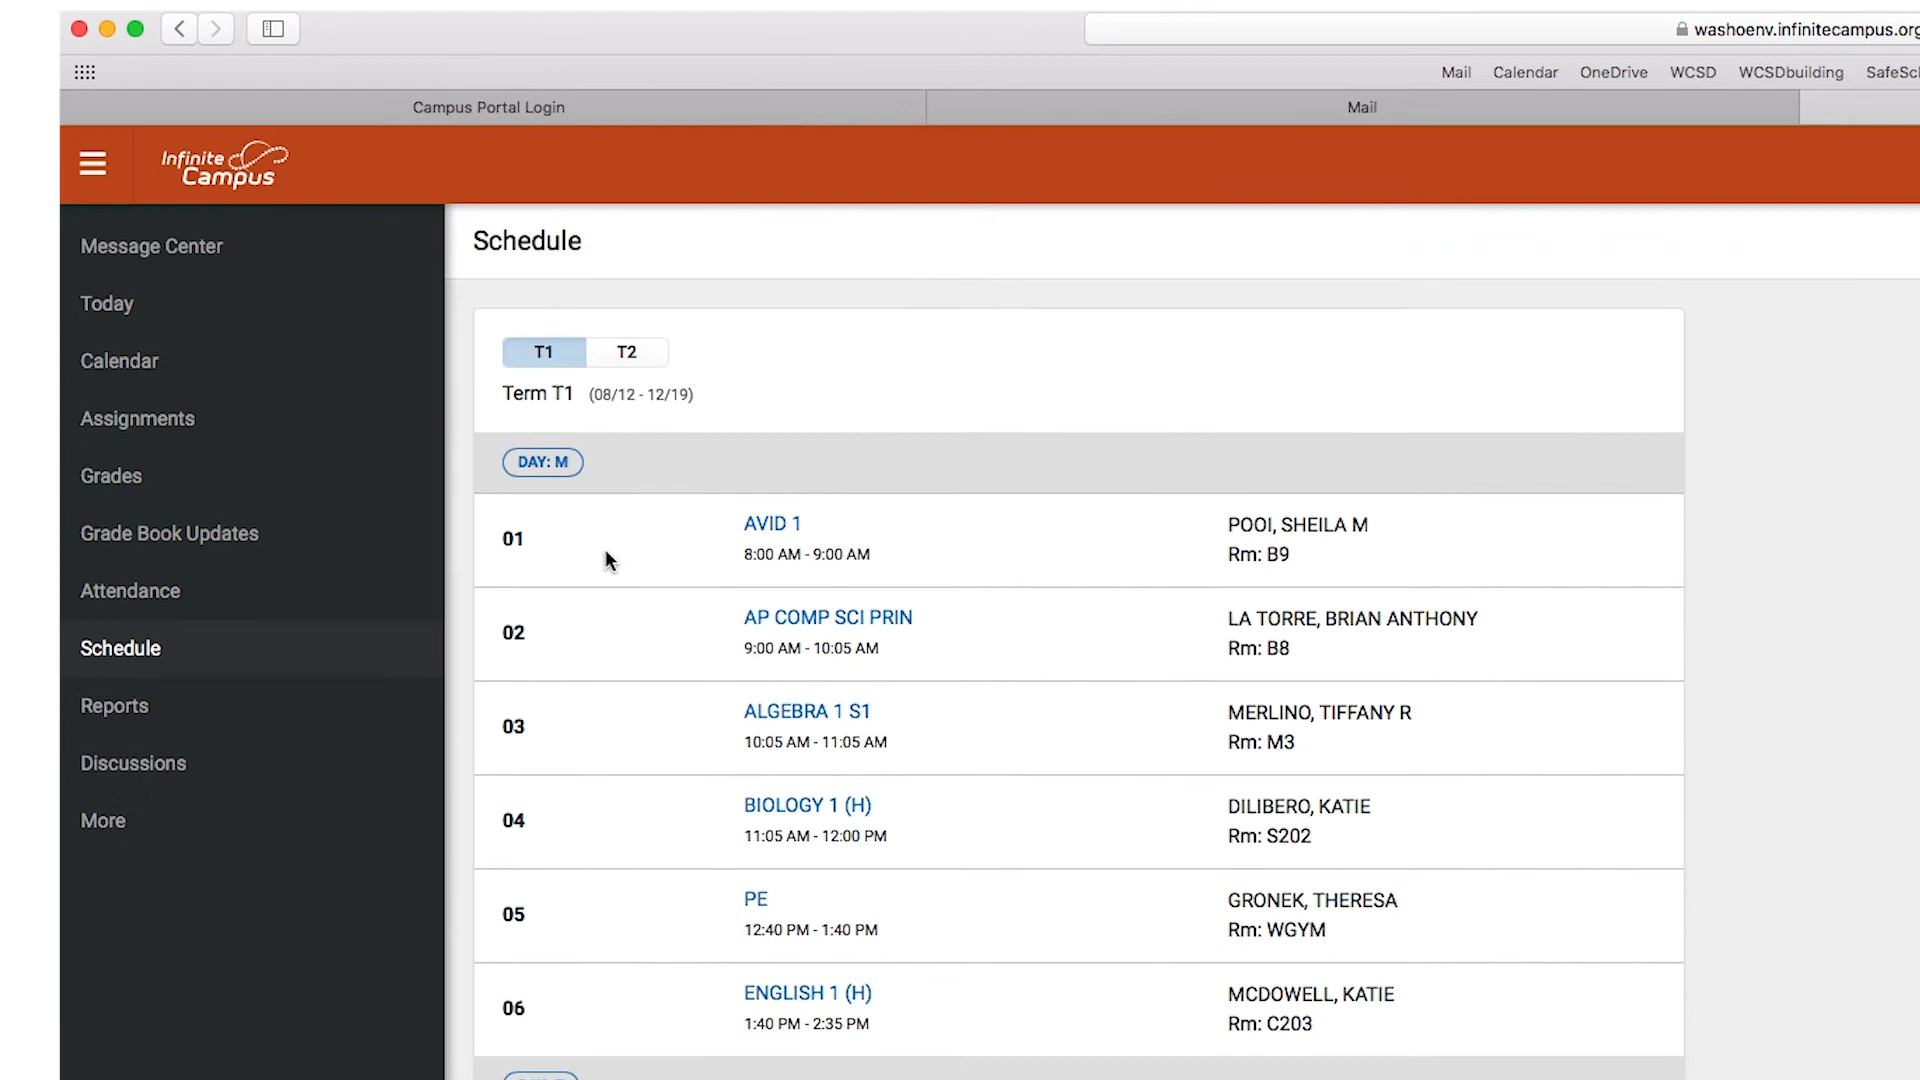 washoenv.infinitecampus.org
Mail Calendar OneDrive WCSD WCSDbuilding SafeSch
Campus Portal Login Mail
Infinite Campus
Message Center
Today
Calendar
Assignments
Grades
Grade Book Updates
Attendance
Schedule
Reports
Discussions
More
Schedule
T1 T2
Term T1 (08/12 - 12/19)
DAY: M
01 AVID 1 POOI, SHEILA M
8:00 AM - 9:00 AM Rm: B9
02 AP COMP SCI PRIN LA TORRE, BRIAN ANTHONY
9:00 AM - 10:05 AM Rm: B8
03 ALGEBRA 1 S1 MERLINO, TIFFANY R
10:05 AM - 11:05 AM Rm: M3
04 BIOLOGY 1 (H) DILIBERO, KATIE
11:05 AM - 12:00 PM Rm: S202
05 PE GRONEK, THERESA
12:40 PM - 1:40 PM Rm: WGYM
06 ENGLISH 1 (H) MCDOWELL, KATIE
1:40 PM - 2:35 PM Rm: C203